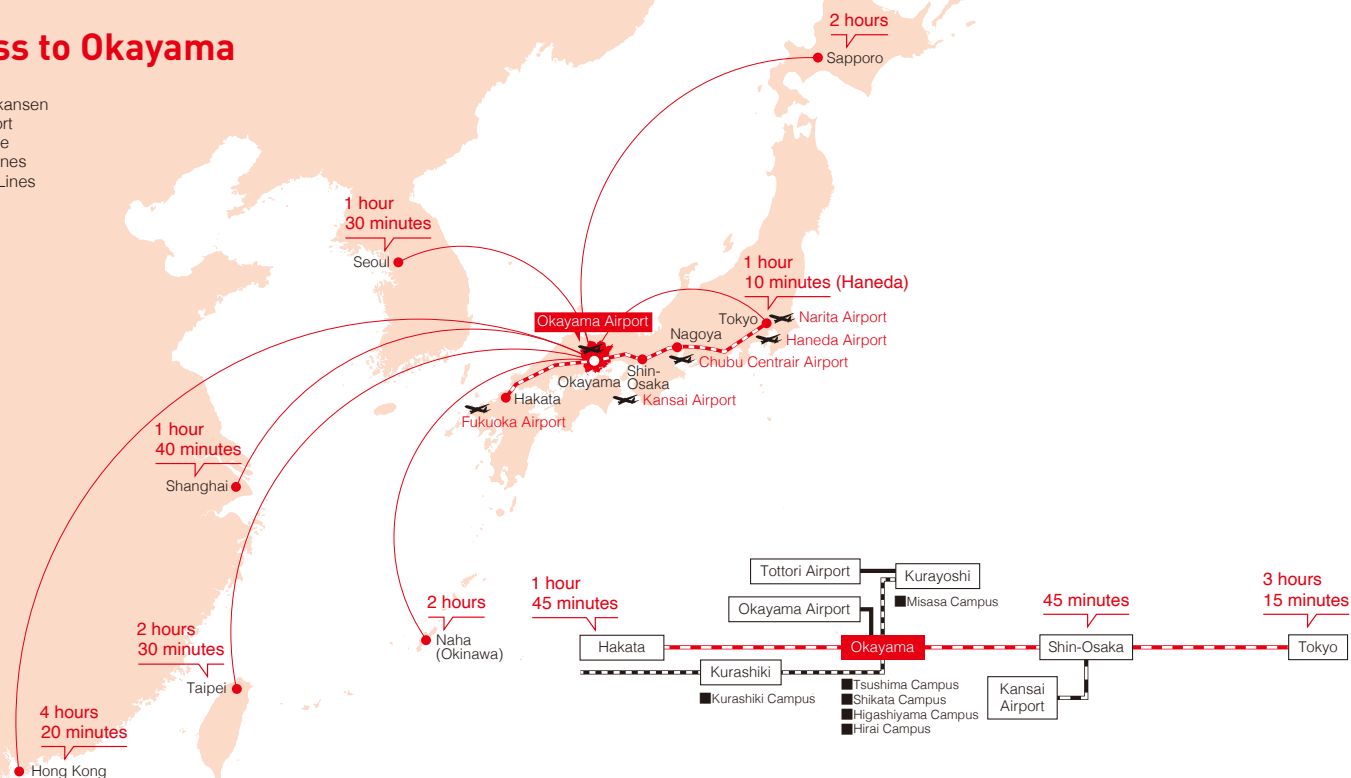 ss to Okayama
kansen
ort
e
nes
Lines
2 hours
Sapporo
1 hour
30 minutes
Seoul
1 hour
10 minutes (Haneda)
Okayama Airport
Tokyo
Narita Airport
Nagoya
Haneda Airport
Chubu Centrair Airport
Okayama
Shin-
Osaka
Hakata
Kansai Airport
Fukuoka Airport
1 hour
40 minutes
Shanghai
2 hours
Naha
(Okinawa)
2 hours
30 minutes
Taipei
4 hours
20 minutes
Hong Kong
Tottori Airport
Kurayoshi
Misasa Campus
Okayama Airport
1 hour
45 minutes
45 minutes
3 hours
15 minutes
Hakata
Okayama
Shin-Osaka
Tokyo
Kurashiki
Kurashiki Campus
Tsushima Campus
Shikata Campus
Higashiyama Campus
Hirai Campus
Kansai
Airport